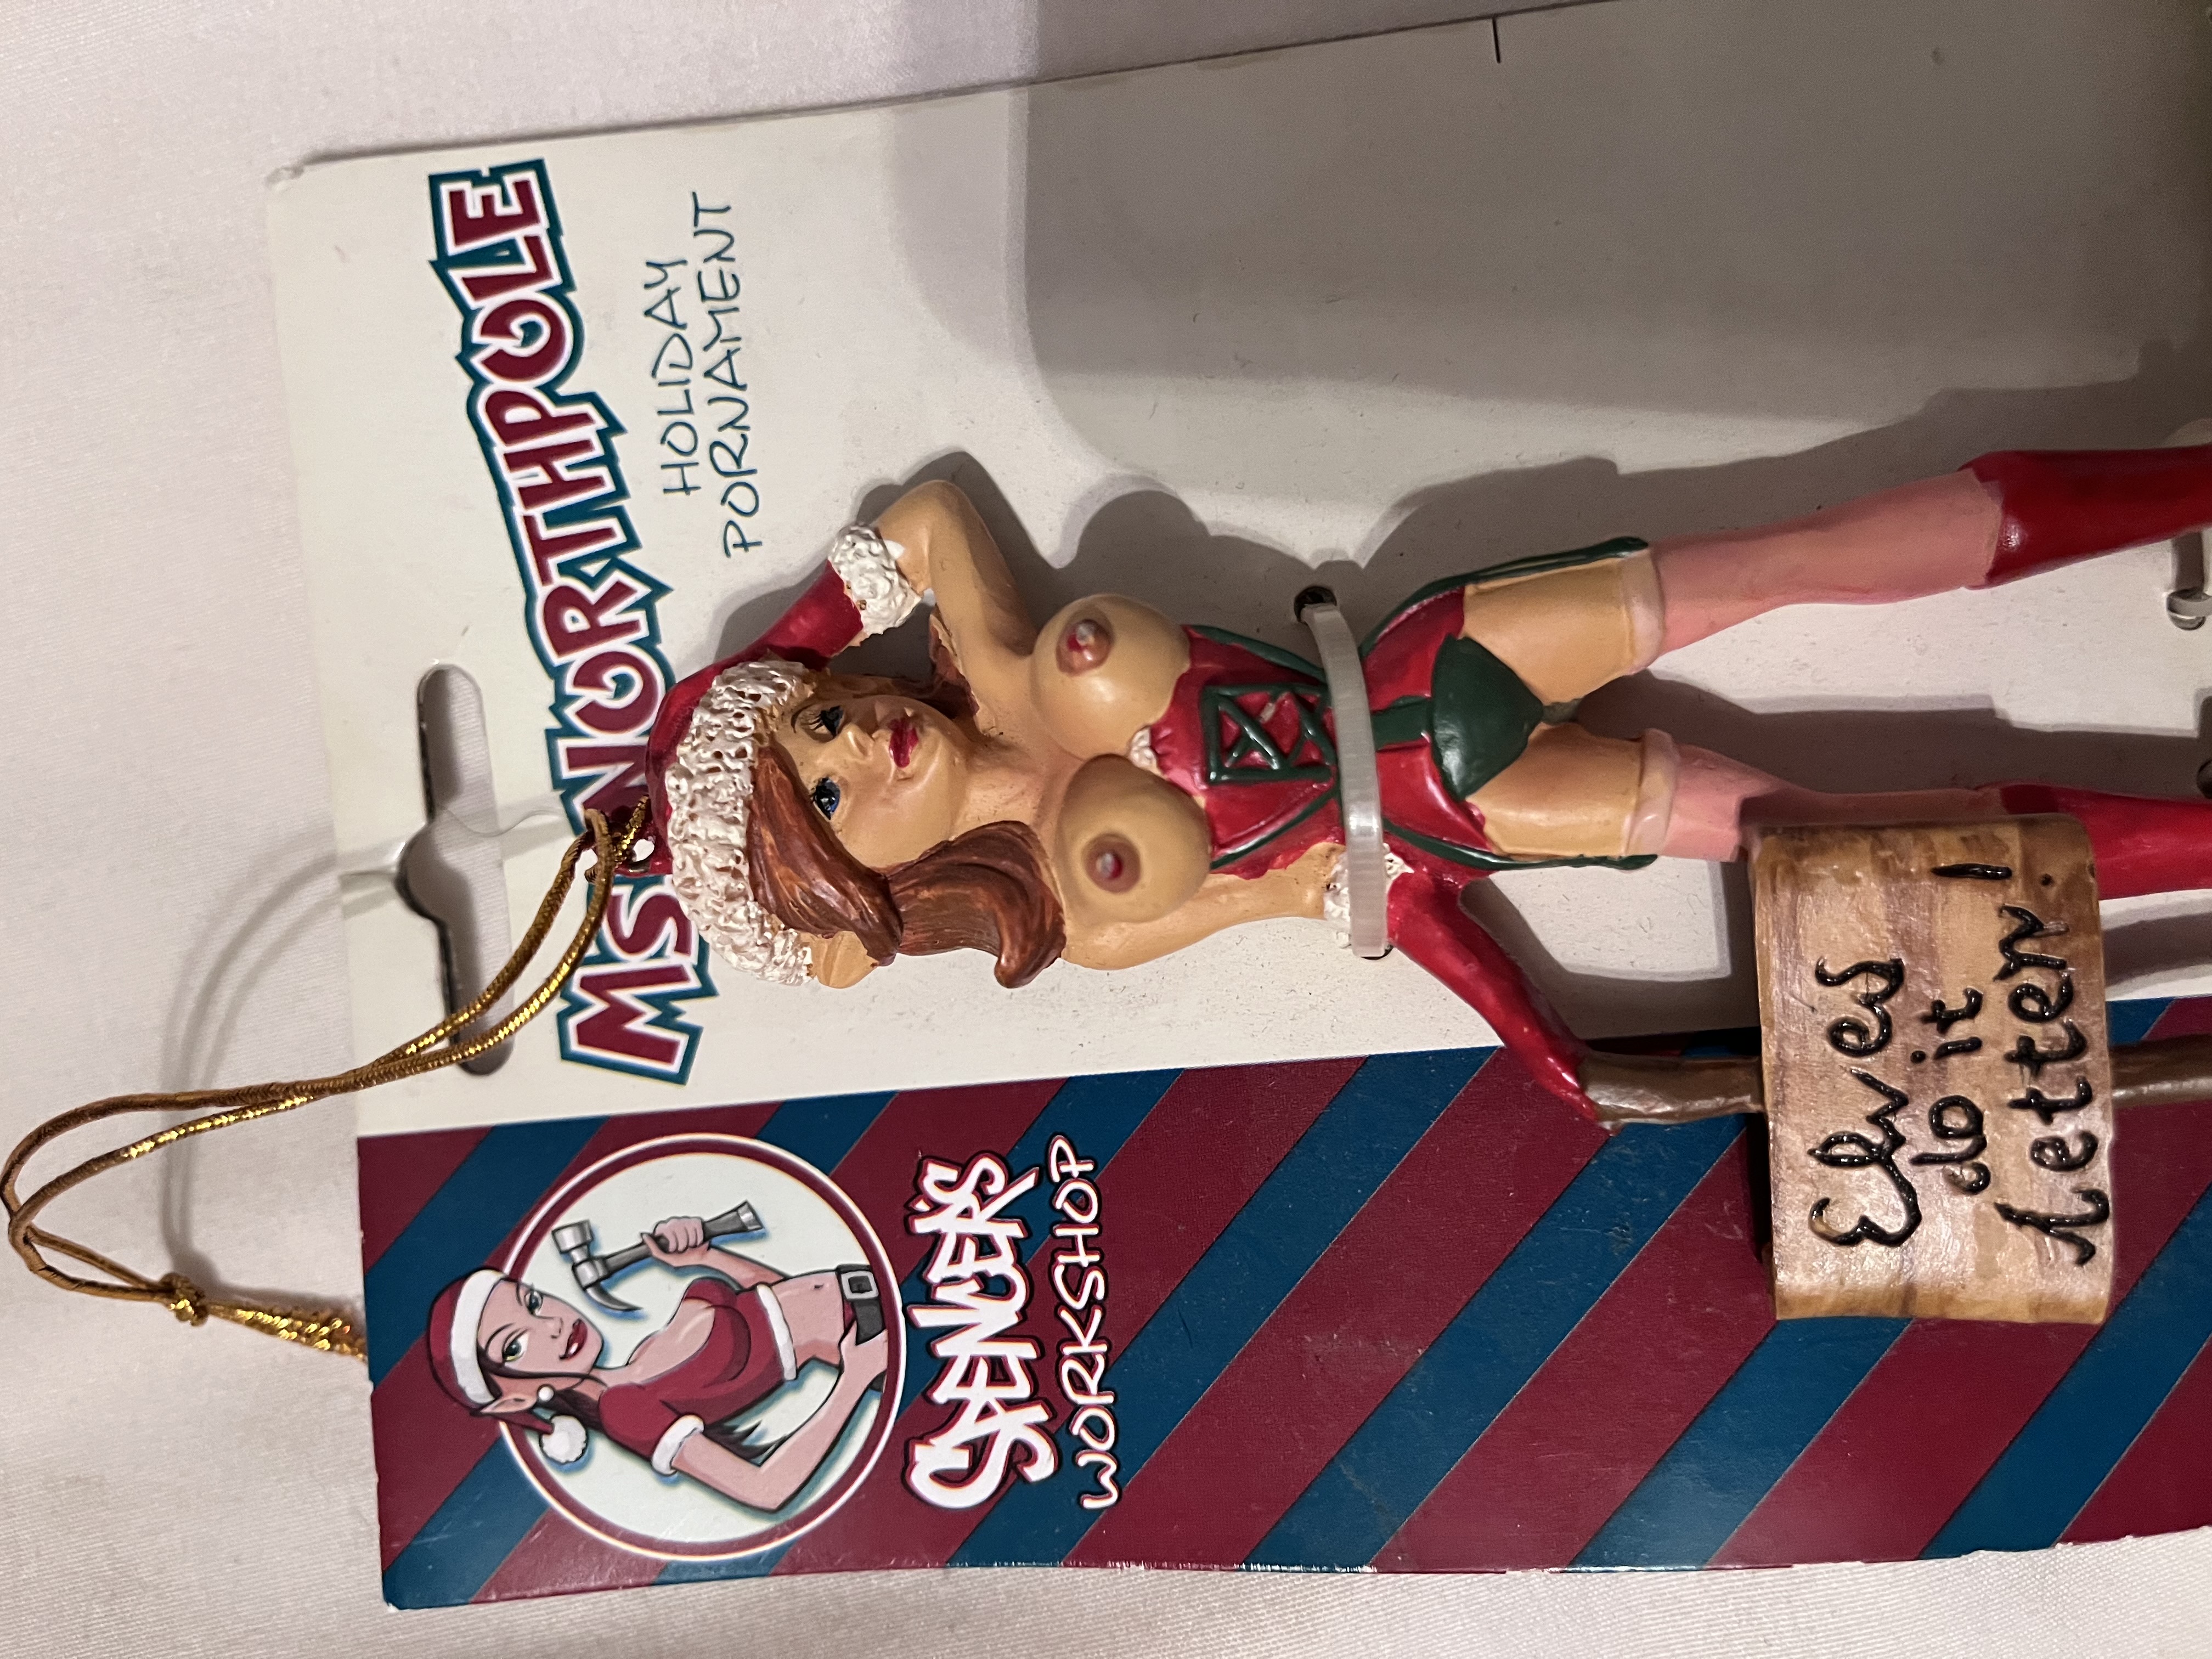 MS. NORTHPOLE
HOLIDAY
PORNAMENT
SPENCER'S
WORKSHOP
Elves
do it
better!